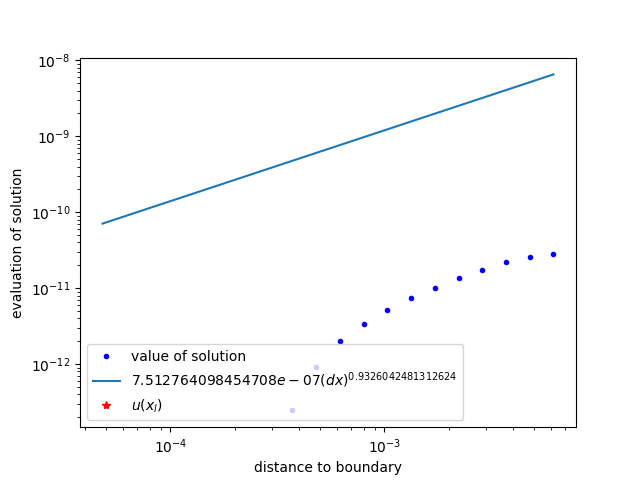 10⁻⁸
10⁻⁹
10⁻¹⁰
10⁻¹¹
10⁻¹²
evaluation of solution
value of solution
7.512764098454708e − 07(dx)^0.9326042481312624
u(x_l)
10⁻⁴ 10⁻³
distance to boundary